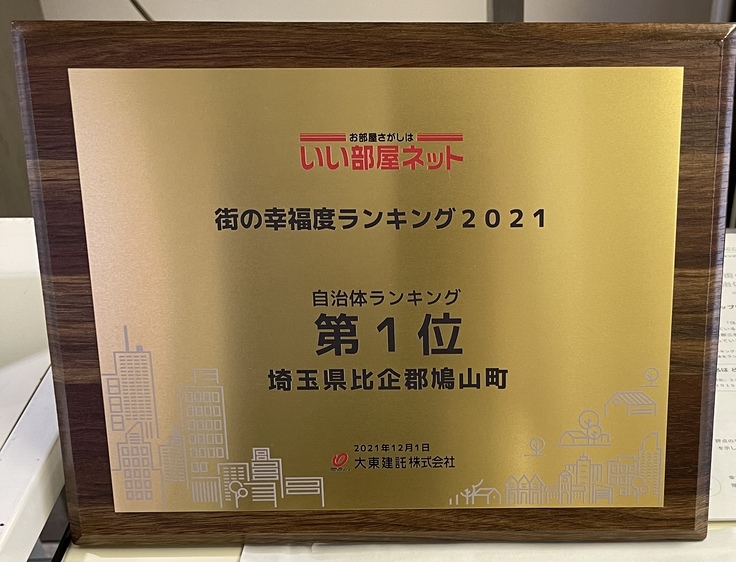 お部屋さがしは
いい部屋ネット
街の幸福度ランキング2021
自治体ランキング
第1位
埼玉県比企郡鳩山町
2021年12月1日
大東建託株式会社